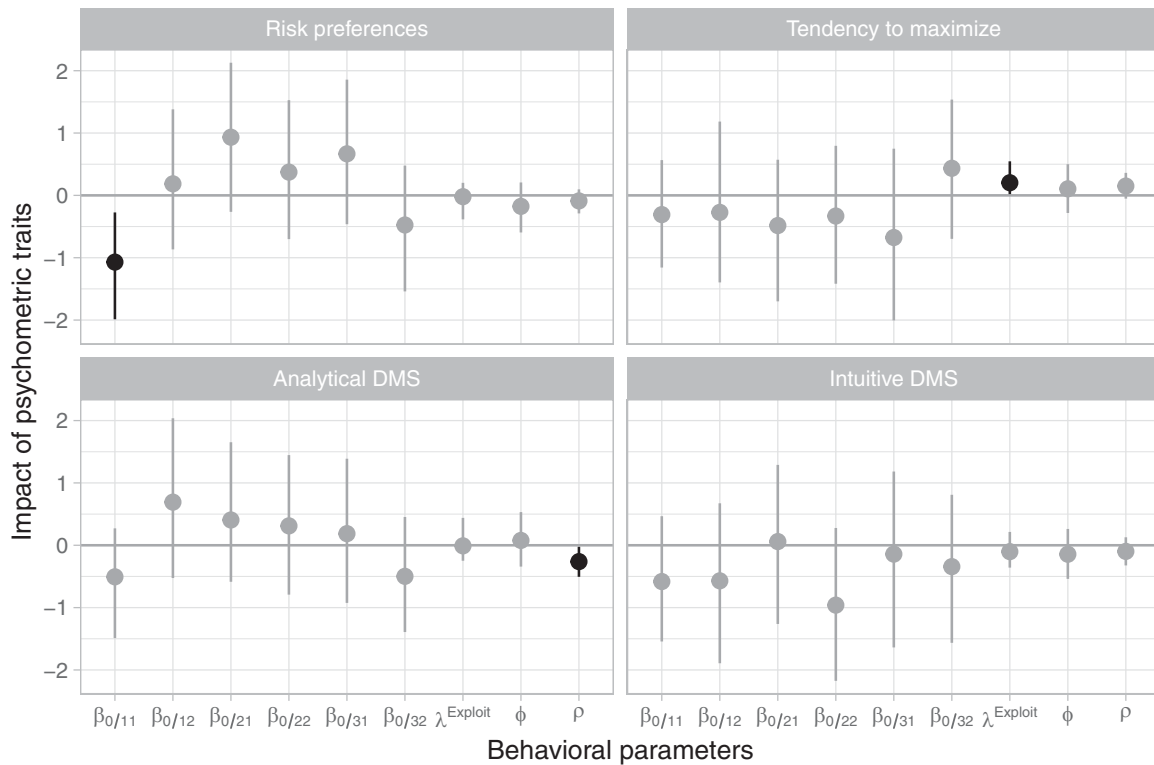 Risk preferences
Tendency to maximize
2
1
0
−1
−2
Analytical DMS
Intuitive DMS
2
1
0
−1
−2
Impact of psychometric traits
β0/11 β0/12 β0/21 β0/22 β0/31 β0/32 λExploit ϕ ρ
β0/11 β0/12 β0/21 β0/22 β0/31 β0/32 λExploit ϕ ρ
Behavioral parameters